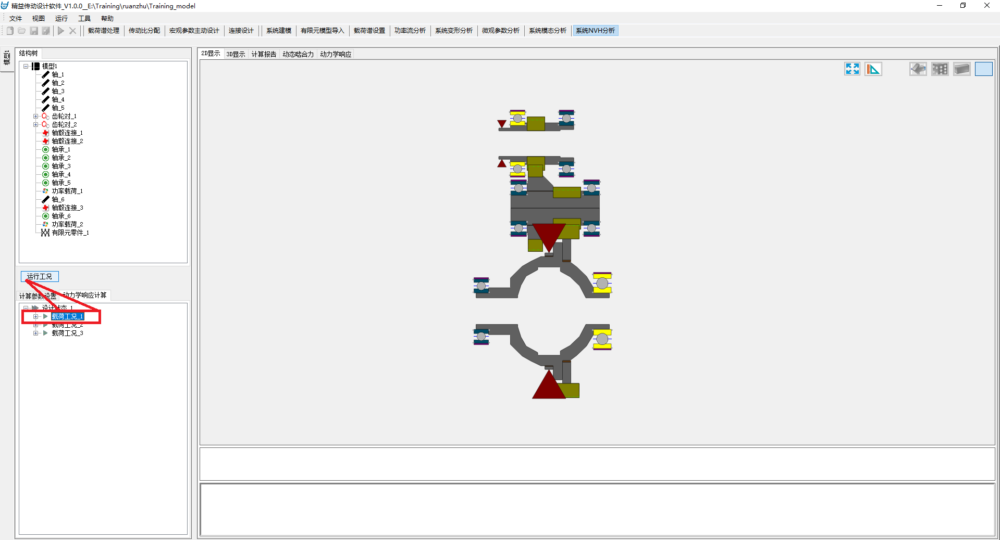 精益传动设计软件_V1.0.0__E:\Training\ruanzhu\Training_model
文件 视图 运行 工具 帮助
载荷谱处理 传动比分配 宏观参数主动设计 连接设计 系统建模 有限元模型导入 载荷谱设置 功率流分析 系统变形分析 微观参数分析 系统模态分析 系统NVH分析
模型1
结构树
模型1
轴_1
轴_2
轴_3
轴_4
轴_5
齿轮对_1
齿轮对_2
轴毂连接_1
轴毂连接_2
轴承_1
轴承_2
轴承_3
轴承_4
轴承_5
功率载荷_1
轴_6
轴毂连接_3
轴承_6
功率载荷_2
有限元零件_1
运行工况
计算参数设置 动力学响应计算
设计状态_1
载荷工况_1
载荷工况_2
载荷工况_3
2D显示 3D显示 计算报告 动态啮合力 动力学响应